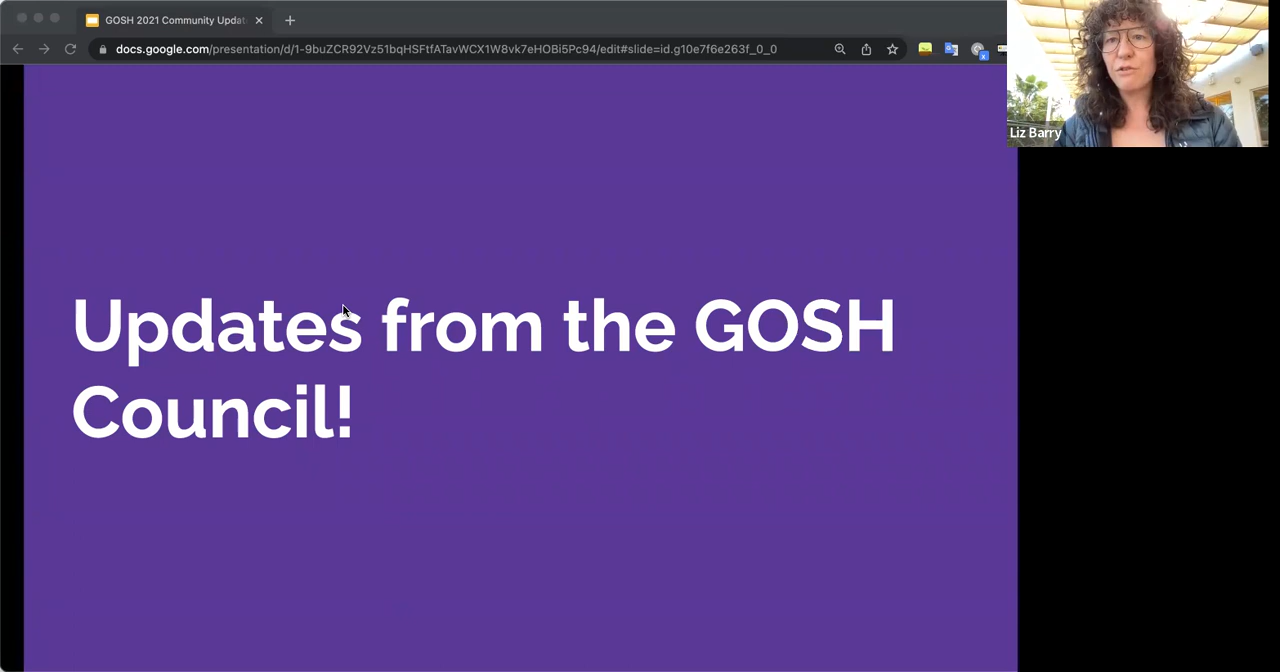 GOSH 2021 Community Updat
docs.google.com/presentation/d/1-9buZCR92Vz51bqHSFtfATavWCX1W8vk7eHOBi5Pc94/edit#slide=id.g10e7f6e263f_0_0
Liz Barry
Updates from the GOSH
Council!